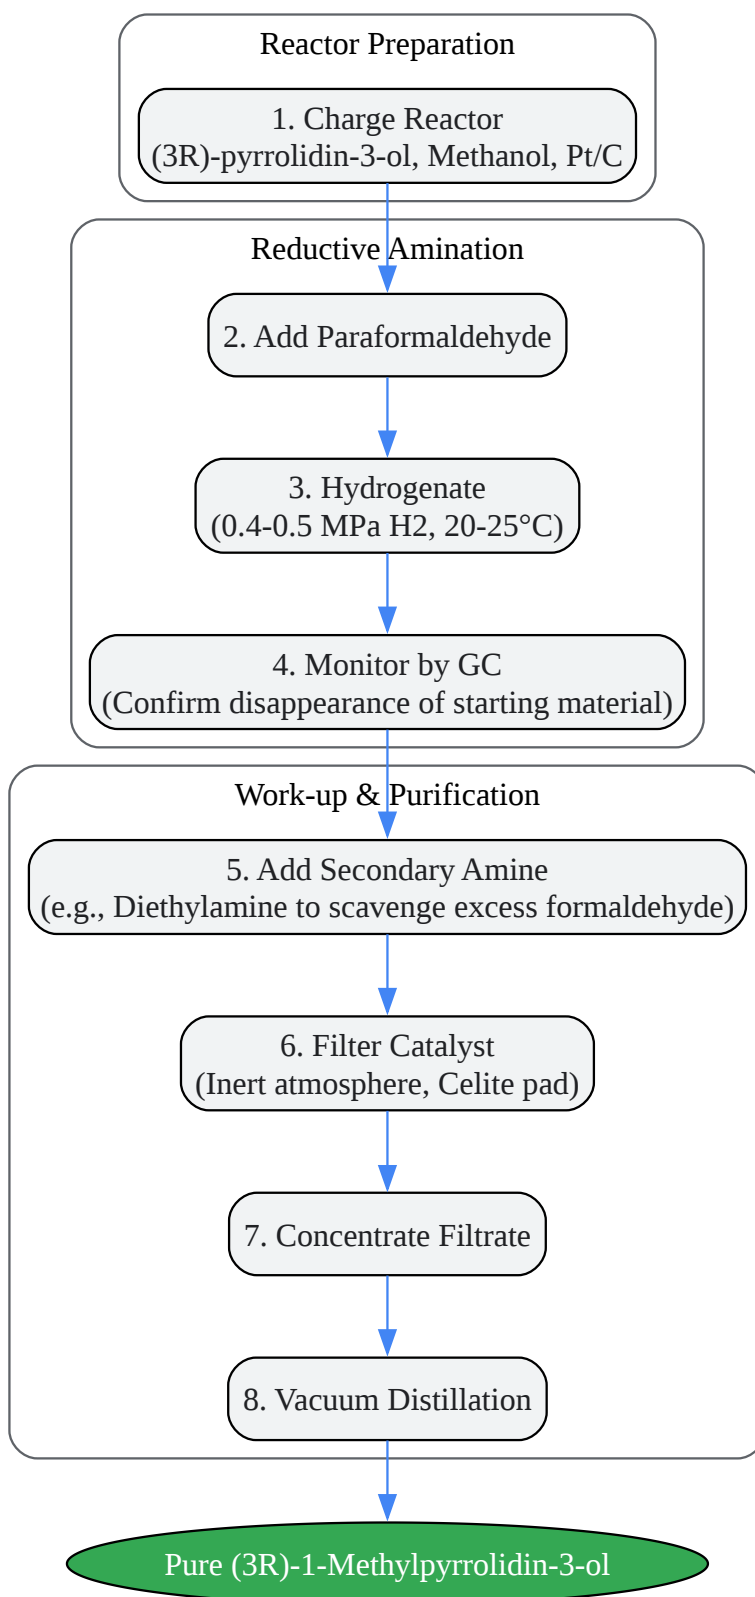 Reactor Preparation
1. Charge Reactor
(3R)-pyrrolidin-3-ol, Methanol, Pt/C
Reductive Amination
2. Add Paraformaldehyde
3. Hydrogenate
(0.4-0.5 MPa H2, 20-25°C)
4. Monitor by GC
(Confirm disappearance of starting material)
Work-up & Purification
5. Add Secondary Amine
(e.g., Diethylamine to scavenge excess formaldehyde)
6. Filter Catalyst
(Inert atmosphere, Celite pad)
7. Concentrate Filtrate
8. Vacuum Distillation
Pure (3R)-1-Methylpyrrolidin-3-ol